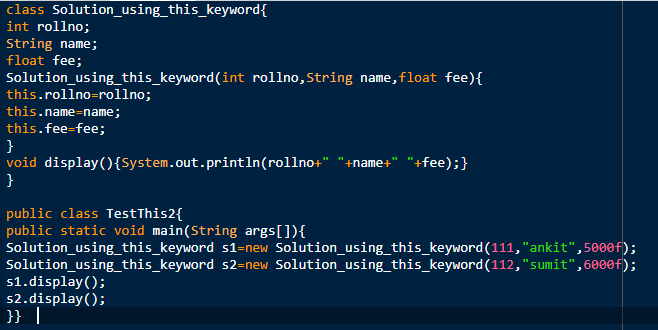 class Solution_using_this_keyword{
int rollno;
String name;
float fee;
Solution_using_this_keyword(int rollno,String name,float fee){
this.rollno=rollno;
this.name=name;
this.fee=fee;
}
void display(){System.out.println(rollno+" "+name+" "+fee);}
}

public class TestThis2{
public static void main(String args[]){
Solution_using_this_keyword s1=new Solution_using_this_keyword(111,"ankit",5000f);
Solution_using_this_keyword s2=new Solution_using_this_keyword(112,"sumit",6000f);
s1.display();
s2.display();
}}